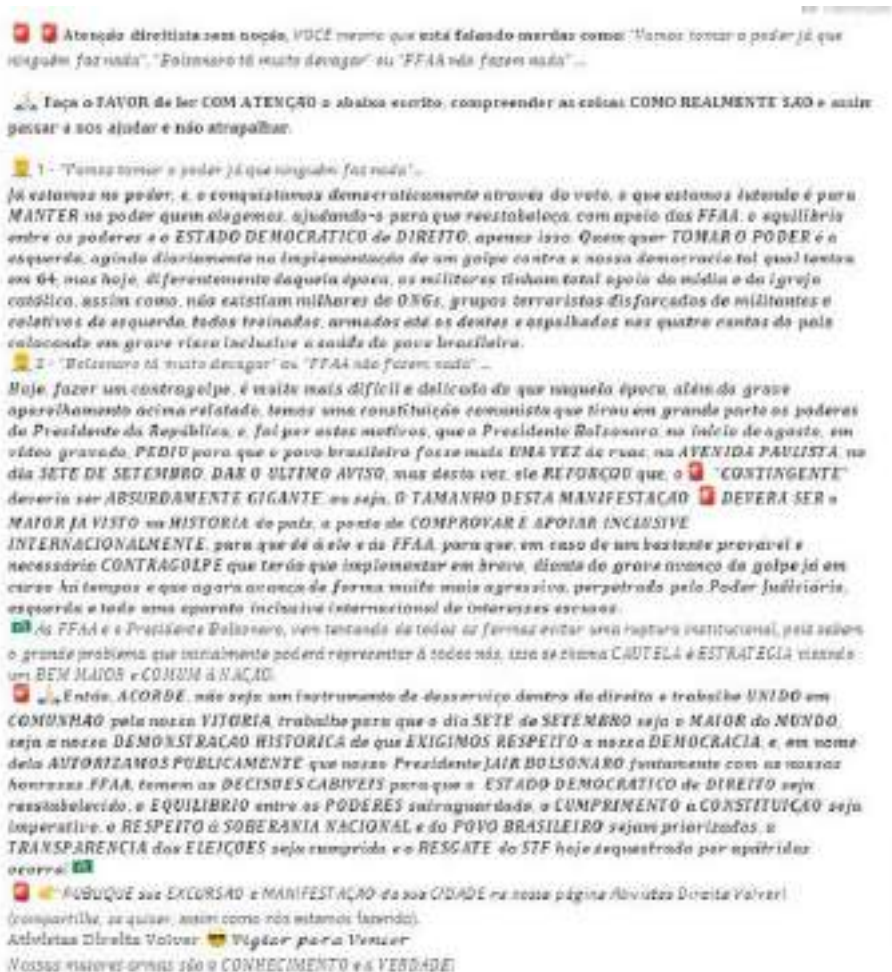 Atenção direitista sem noção, VOCÊ mesmo que está falando merdas como: "Vamos tomar o poder já que
ninguém faz nada", "Bolsonaro tá muito devagar" ou "FFAA não fazem nada" ...
Faça o FAVOR de ler COM ATENÇÃO o abaixo escrito, compreender as coisas COMO REALMENTE SÃO e assim
passar a nos ajudar e não atrapalhar.
1 - "Vamos tomar o poder já que ninguém faz nada" ...
Já estamos no poder, e, o conquistamos democraticamente através do voto, o que estamos lutando é para
MANTER no poder quem elegemos, ajudando-o para que reestabeleça, com apoio das FFAA, o equilíbrio
entre os poderes e o ESTADO DEMOCRÁTICO de DIREITO, apenas isso. Quem quer TOMAR O PODER é a
esquerda, agindo diariamente na implementação de um golpe contra a nossa democracia tal qual tentou
em 64, mas hoje, diferentemente daquela época, os militares tinham total apoio da mídia e da igreja
católica, assim como, não existiam milhares de ONGs, grupos terroristas disfarçados de militantes e
coletivos de esquerda, todos treinados, armados até os dentes e espalhados nos quatro cantos do país
colocando em grave risco inclusive a saúde do povo brasileiro.
2 - "Bolsonaro tá muito devagar" ou "FFAA não fazem nada" ...
Hoje, fazer um contragolpe, é muito mais difícil e delicado do que naquela época, além do grave
aparelhamento acima relatado, temos uma constituição comunista que tirou em grande parte os poderes
do Presidente da República, e, foi por estes motivos, que o Presidente Bolsonaro, no início de agosto, em
vídeo gravado, PEDIU para que o povo brasileiro fosse mais UMA VEZ às ruas, na AVENIDA PAULISTA, no
dia SETE DE SETEMBRO, DAR O ULTIMO AVISO, mas desta vez, ele REFORÇOU que, o "CONTINGENTE"
deveria ser ABSURDAMENTE GIGANTE, ou seja, O TAMANHO DESTA MANIFESTAÇÃO DEVERÁ SER o
MAIOR JÁ VISTO na HISTÓRIA do país, a ponto de COMPROVAR E APOIAR INCLUSIVE
INTERNACIONALMENTE, para que dê à ele e às FFAA, para que, em caso de um bastante provável e
necessário CONTRAGOLPE que terão que implementar em breve, diante do grave avanço do golpe já em
curso há tempos e que agora avança de forma muito mais agressiva, perpetrado pelo Poder Judiciário,
esquerda e todo uma aparato inclusive internacional de interesses escusos.
As FFAA e o Presidente Bolsonaro, vem tentando de todas as formas evitar uma ruptura institucional, pois sabem
o grande problema que inicialmente poderá representar à todos nós, isso se chama CAUTELA e ESTRATÉGIA visando
um BEM MAIOR e COMUM à NAÇÃO.
Então, ACORDE, não seja um instrumento de desserviço dentro da direita e trabalhe UNIDO em
COMUNHÃO pela nossa VITÓRIA, trabalhe para que o dia SETE de SETEMBRO seja o MAIOR do MUNDO,
seja a nossa DEMONSTRAÇÃO HISTÓRICA de que EXIGIMOS RESPEITO a nossa DEMOCRACIA, e, em nome
dela AUTORIZAMOS PUBLICAMENTE que nosso Presidente JAIR BOLSONARO juntamente com as nossas
honrosas FFAA, tomem as DECISÕES CABÍVEIS para que o ESTADO DEMOCRÁTICO de DIREITO seja
reestabelecido, o EQUILÍBRIO entre os PODERES salvaguardado, o CUMPRIMENTO a CONSTITUIÇÃO seja
imperativo, o RESPEITO à SOBERANIA NACIONAL e do POVO BRASILEIRO sejam priorizados, a
TRANSPARÊNCIA das ELEIÇÕES seja cumprida e o RESGATE do STF hoje sequestrado por apátridas
ocorra!
PUBLIQUE sua EXCURSÃO e MANIFESTAÇÃO da sua CIDADE na nossa página Ativistas Direita Volver!
(compartilhe, se quiser, assim como nós estamos fazendo).
Ativistas Direita Volver Vigiar para Vencer
Nossas maiores armas são o CONHECIMENTO e a VERDADE!